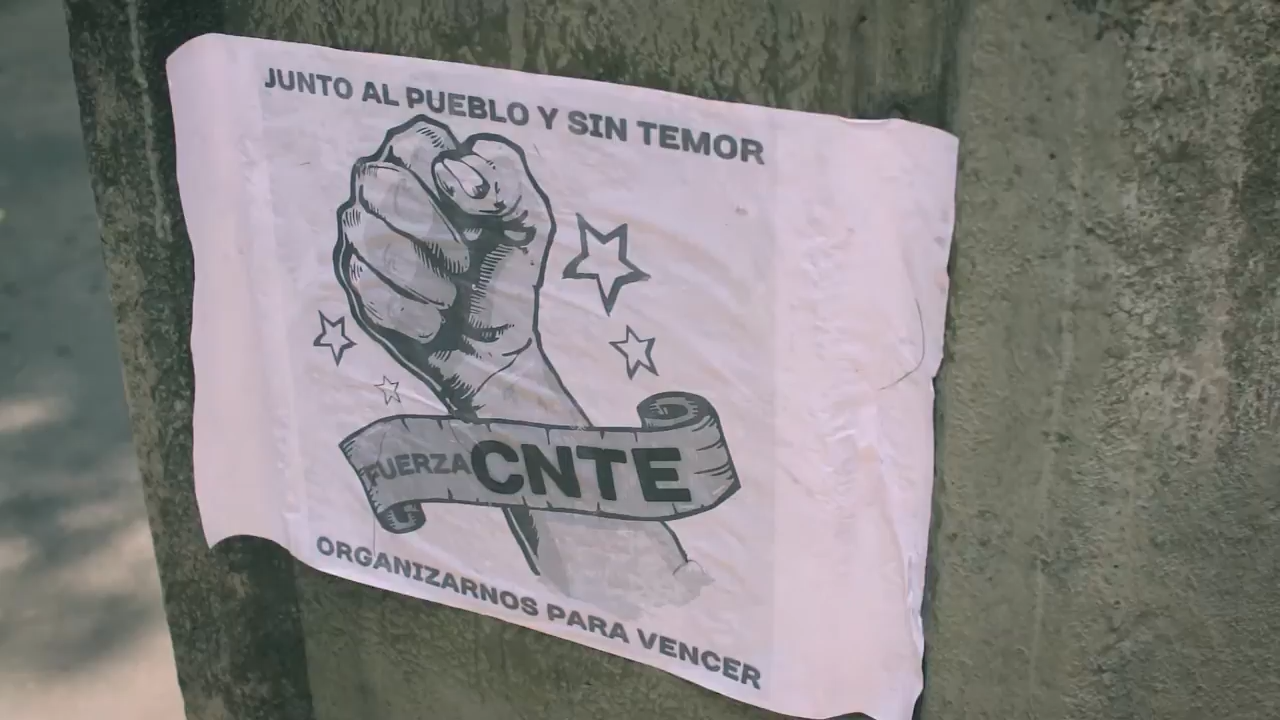 JUNTO AL PUEBLO Y SIN TEMOR
FUERZA CNTE
ORGANIZARNOS PARA VENCER